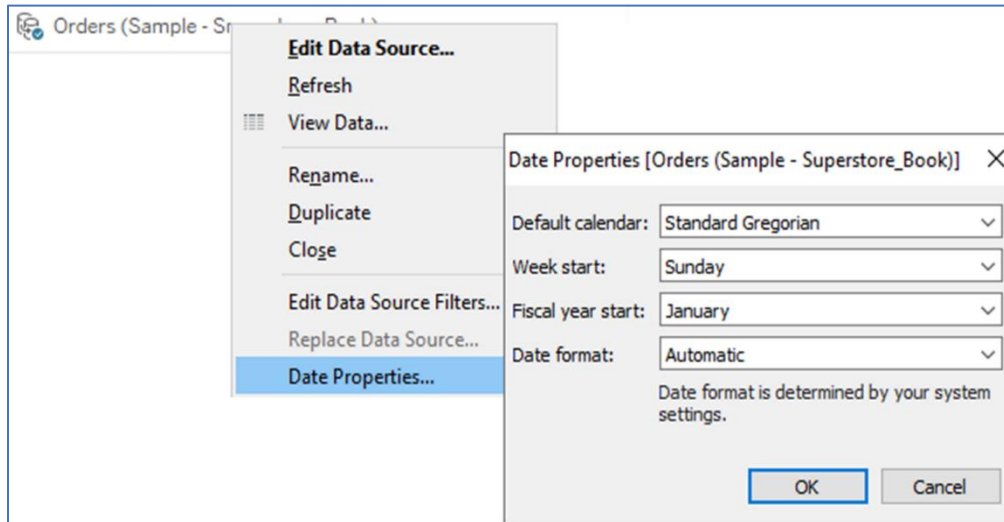 Orders (Sample - S
Edit Data Source...
Refresh
View Data...
Rename...
Duplicate
Close
Edit Data Source Filters...
Replace Data Source...
Date Properties...
Date Properties [Orders (Sample - Superstore_Book)]
Default calendar: Standard Gregorian
Week start: Sunday
Fiscal year start: January
Date format: Automatic
Date format is determined by your system
settings.
OK Cancel